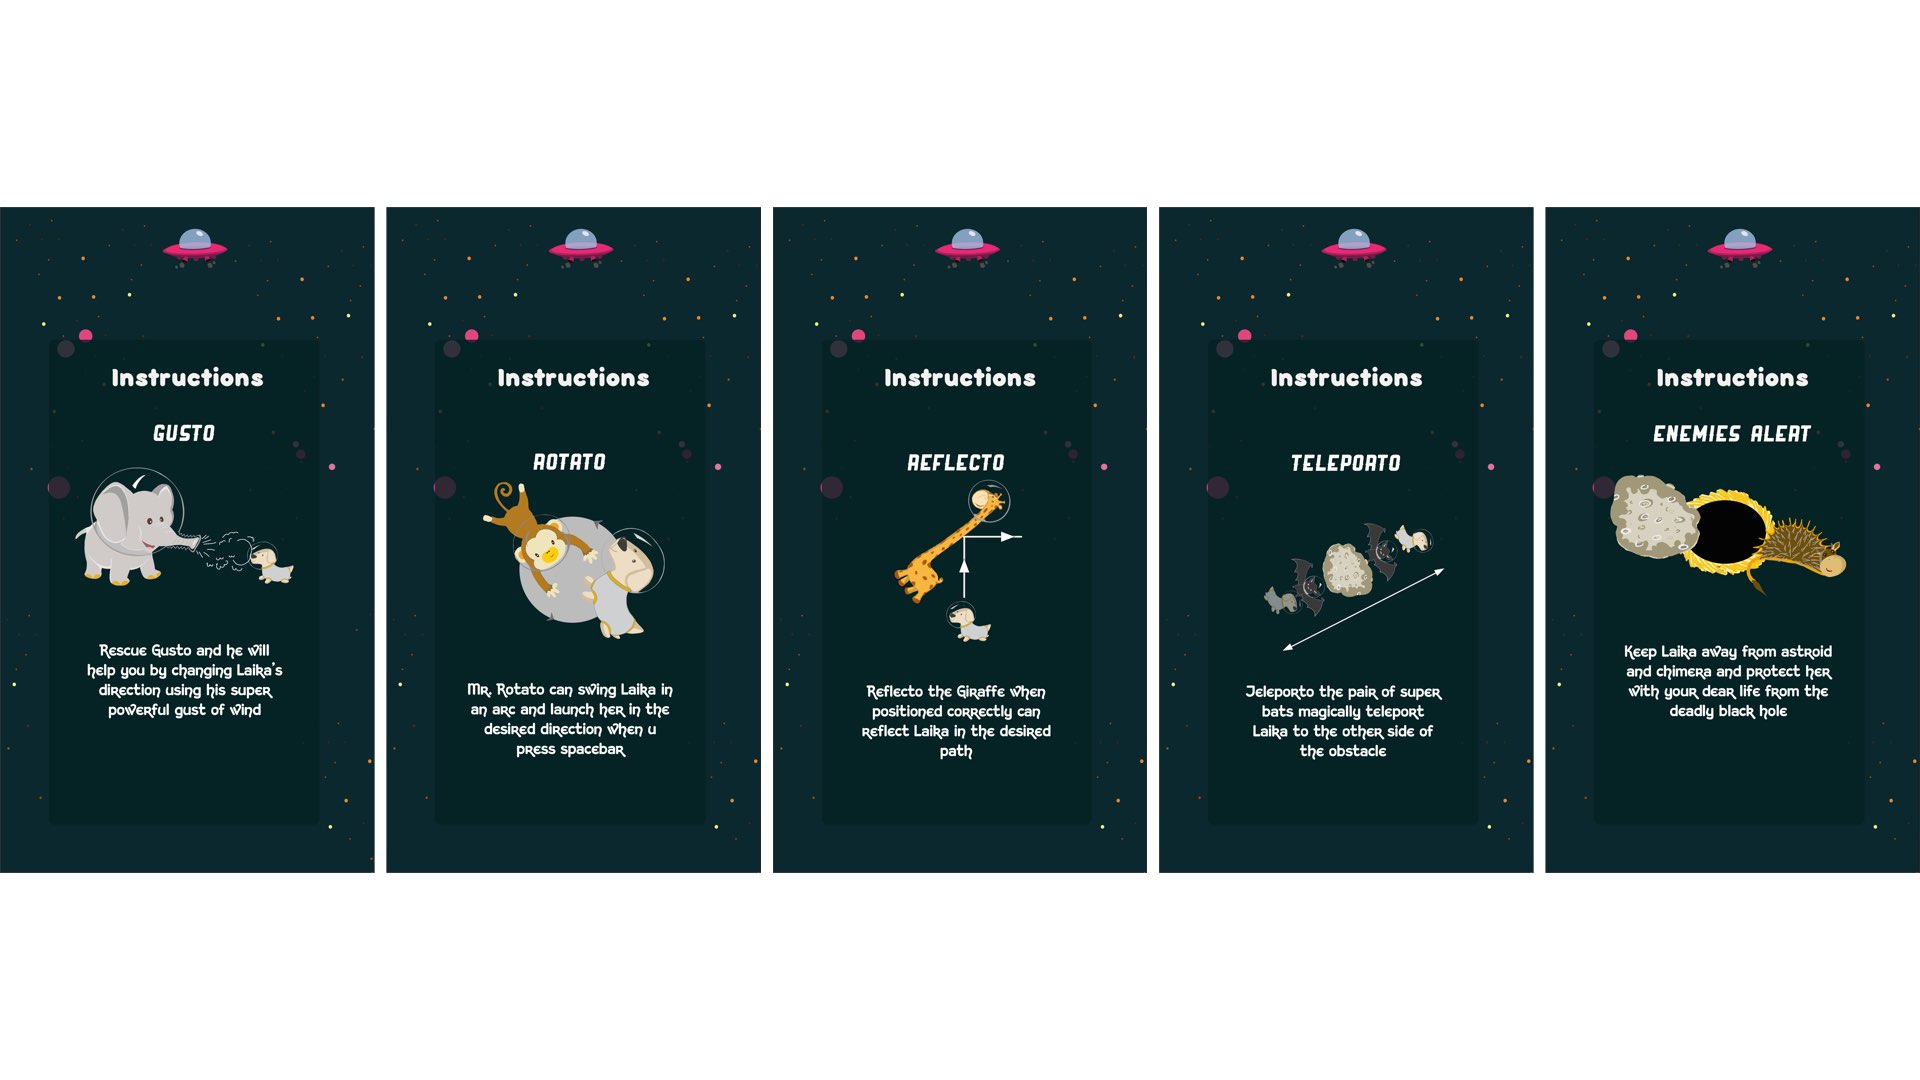 Instructions
GUSTO
Rescue Gusto and he will
help you by changing Laika's
direction using his super
powerful gust of wind
Instructions
ROTATO
Mr. Rotato can swing Laika in
an arc and launch her in the
desired direction when u
press spacebar
Instructions
REFLECTO
Reflecto the Giraffe when
positioned correctly can
reflect Laika in the desired
path
Instructions
TELEPORTO
Teleporto the pair of super
bats magically teleport
Laika to the other side of
the obstacle
Instructions
ENEMIES ALERT
Keep Laika away from astroid
and chimera and protect her
with your dear life from the
deadly black hole